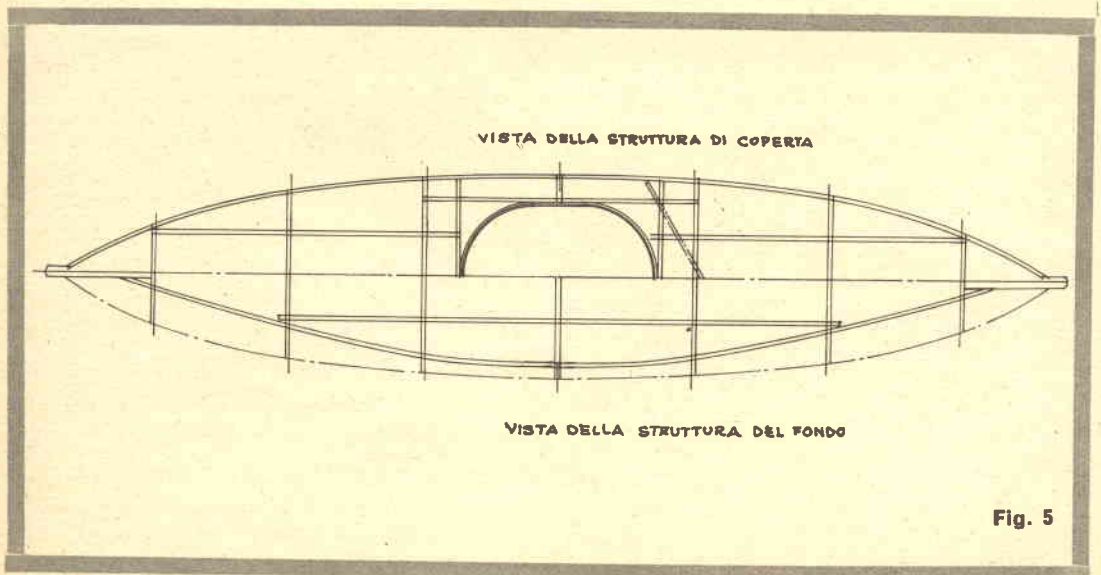 VISTA DELLA STRUTTURA DI COPERTA
VISTA DELLA STRUTTURA DEL FONDO
Fig. 5